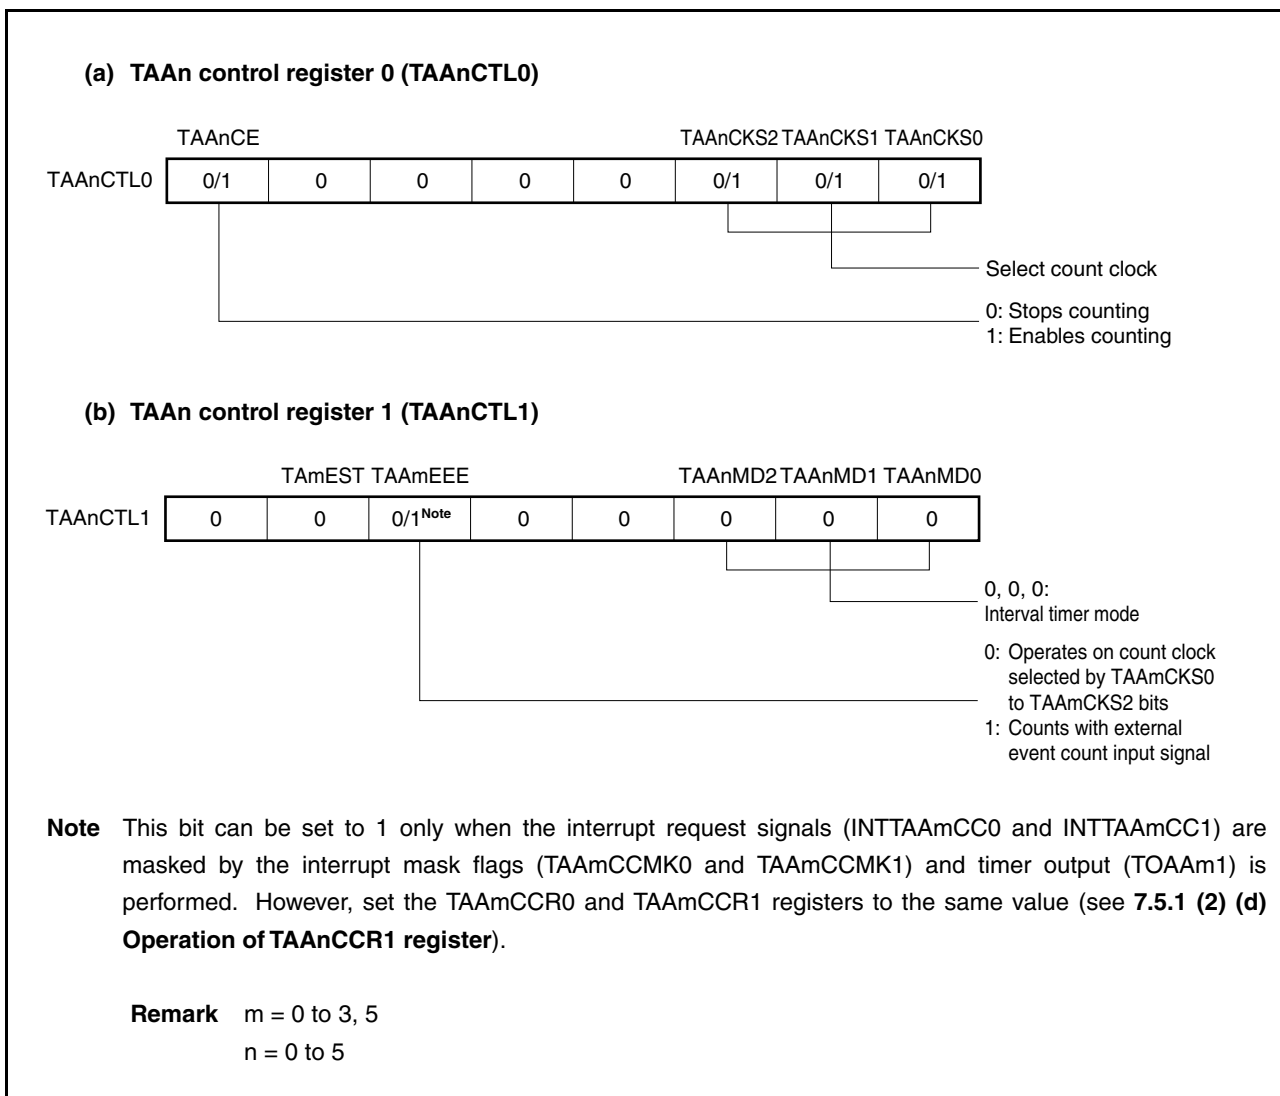 (a) TAAn control register 0 (TAAnCTL0)
TAAnCE TAAnCKS2 TAAnCKS1 TAAnCKS0
TAAnCTL0 0/1 0 0 0 0 0/1 0/1 0/1
Select count clock
0: Stops counting
1: Enables counting
(b) TAAn control register 1 (TAAnCTL1)
TAmEST TAAmEEE TAAnMD2 TAAnMD1 TAAnMD0
TAAnCTL1 0 0 0/1Note 0 0 0 0 0
0, 0, 0:
Interval timer mode
0: Operates on count clock
selected by TAAmCKS0
to TAAmCKS2 bits
1: Counts with external
event count input signal
Note This bit can be set to 1 only when the interrupt request signals (INTTAAmCC0 and INTTAAmCC1) are
masked by the interrupt mask flags (TAAmCCMK0 and TAAmCCMK1) and timer output (TOAAm1) is
performed. However, set the TAAmCCR0 and TAAmCCR1 registers to the same value (see 7.5.1 (2) (d)
Operation of TAAnCCR1 register).
Remark m = 0 to 3, 5
n = 0 to 5